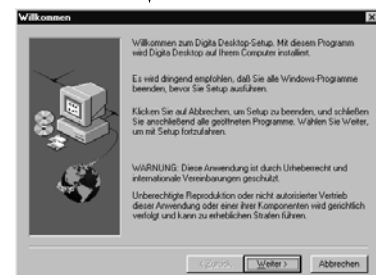 Willkommen
Willkommen zum Digita Desktop-Setup. Mit diesem Programm
wird Digita Desktop auf Ihrem Computer installiert.
Es wird dringend empfohlen, daß Sie alle Windows-Programme
beenden, bevor Sie Setup ausführen.
Klicken Sie auf Abbrechen, um Setup zu beenden, und schließen
Sie anschließend alle geöffneten Programme. Wählen Sie Weiter,
um mit Setup fortzufahren.
WARNUNG: Diese Anwendung ist durch Urheberrecht und
internationale Vereinbarungen geschützt.
Unberechtigte Reproduktion oder nicht autorisierter Vertrieb
dieser Anwendung oder einer ihrer Komponenten wird gerichtlich
verfolgt und kann zu erheblichen Strafen führen.
< Zurück Weiter > Abbrechen